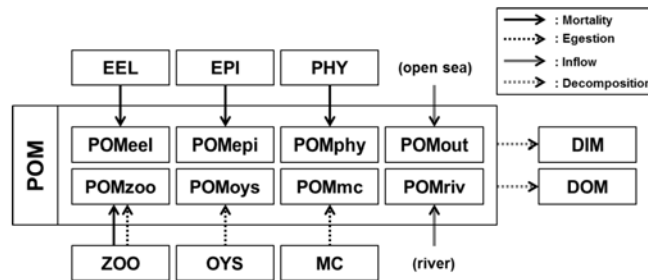 : Mortality
: Egestion
: Inflow
: Decomposition
EEL EPI PHY (open sea)
POM
POMeel POMepi POMphy POMout DIM
POMzoo POMoys POMmc POMriv DOM
ZOO OYS MC (river)